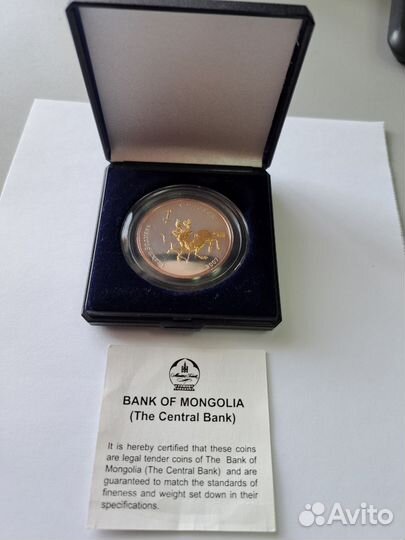 2007
BANK OF MONGOLIA
(The Central Bank)
It is hereby certified that these coins
are legal tender coins of The Bank of
Mongolia (The Central Bank) and are
guaranteed to match the standards of
fineness and weight set down in their
specifications.
Avito